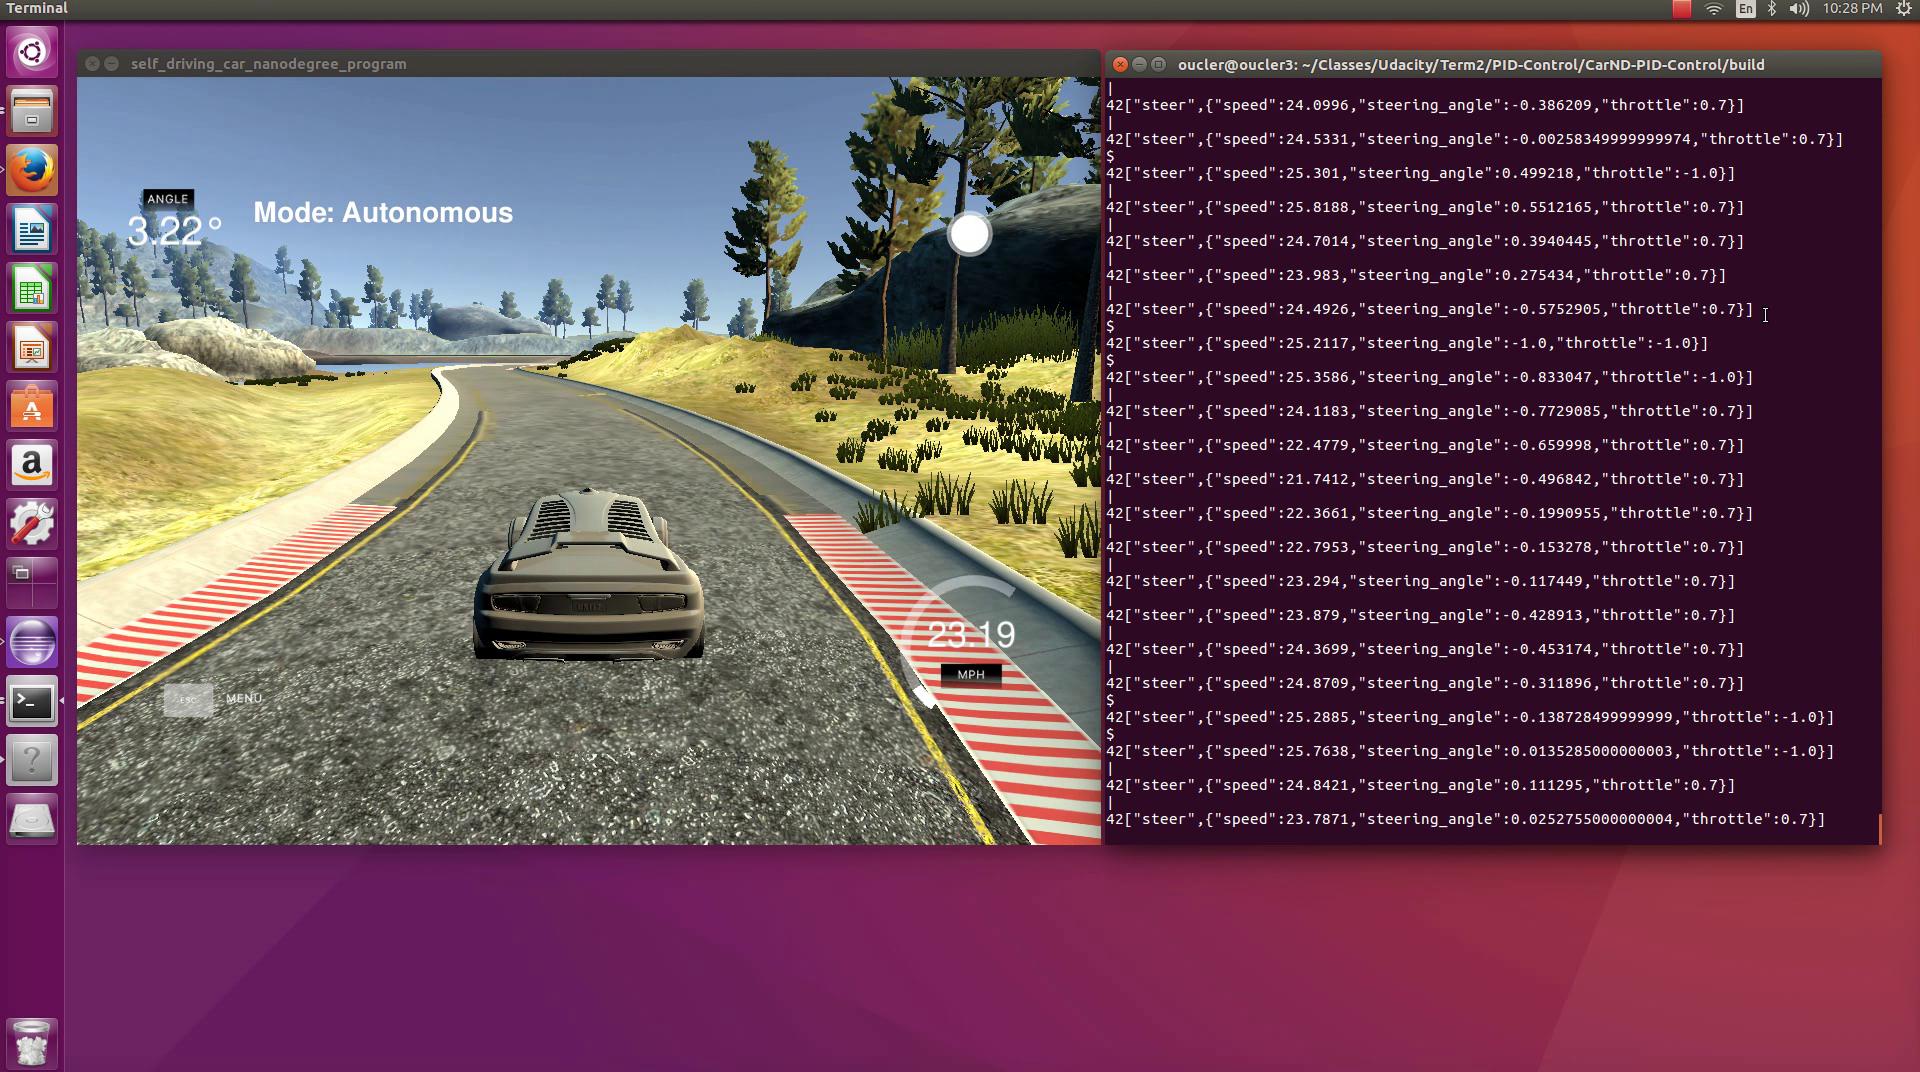 Terminal
En
10:28 PM
self_driving_car_nanodegree_program
ANGLE
3.22°
Mode: Autonomous
23.19
MPH
ESC
MENU
oucler@oucler3: ~/Classes/Udacity/Term2/PID-Control/CarND-PID-Control/build
|
42["steer",{"speed":24.0996,"steering_angle":-0.386209,"throttle":0.7}]
|
42["steer",{"speed":24.5331,"steering_angle":-0.00258349999999974,"throttle":0.7}]
$
42["steer",{"speed":25.301,"steering_angle":0.499218,"throttle":-1.0}]
|
42["steer",{"speed":25.8188,"steering_angle":0.5512165,"throttle":0.7}]
|
42["steer",{"speed":24.7014,"steering_angle":0.3940445,"throttle":0.7}]
|
42["steer",{"speed":23.983,"steering_angle":0.275434,"throttle":0.7}]
|
42["steer",{"speed":24.4926,"steering_angle":-0.5752905,"throttle":0.7}]
$
42["steer",{"speed":25.2117,"steering_angle":-1.0,"throttle":-1.0}]
$
42["steer",{"speed":25.3586,"steering_angle":-0.833047,"throttle":-1.0}]
|
42["steer",{"speed":24.1183,"steering_angle":-0.7729085,"throttle":0.7}]
|
42["steer",{"speed":22.4779,"steering_angle":-0.659998,"throttle":0.7}]
|
42["steer",{"speed":21.7412,"steering_angle":-0.496842,"throttle":0.7}]
|
42["steer",{"speed":22.3661,"steering_angle":-0.1990955,"throttle":0.7}]
|
42["steer",{"speed":22.7953,"steering_angle":-0.153278,"throttle":0.7}]
|
42["steer",{"speed":23.294,"steering_angle":-0.117449,"throttle":0.7}]
|
42["steer",{"speed":23.879,"steering_angle":-0.428913,"throttle":0.7}]
|
42["steer",{"speed":24.3699,"steering_angle":-0.453174,"throttle":0.7}]
|
42["steer",{"speed":24.8709,"steering_angle":-0.311896,"throttle":0.7}]
$
42["steer",{"speed":25.2885,"steering_angle":-0.138728499999999,"throttle":-1.0}]
$
42["steer",{"speed":25.7638,"steering_angle":0.0135285000000003,"throttle":-1.0}]
|
42["steer",{"speed":24.8421,"steering_angle":0.111295,"throttle":0.7}]
|
42["steer",{"speed":23.7871,"steering_angle":0.0252755000000004,"throttle":0.7}]